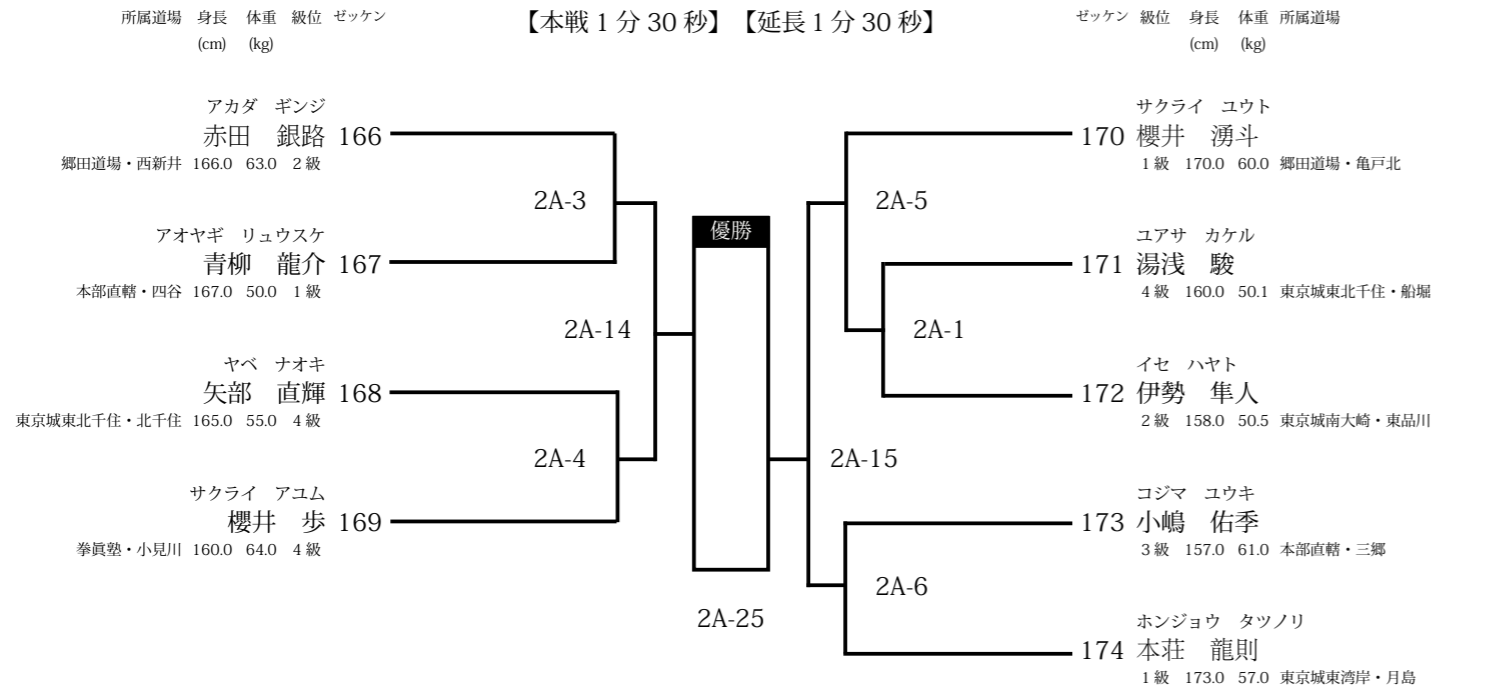 所属道場 身長 体重 級位 ゼッケン
(cm) (kg)
【本戦 1 分 30 秒】【延長 1 分 30 秒】
ゼッケン 級位 身長 体重 所属道場
(cm) (kg)
アカダ ギンジ
赤田 銀路 166
郷田道場・西新井 166.0 63.0 2 級
2A-3
アオヤギ リュウスケ
青柳 龍介 167
本部直轄・四谷 167.0 50.0 1 級
2A-14
ヤベ ナオキ
矢部 直輝 168
東京城東北千住・北千住 165.0 55.0 4 級
2A-4
サクライ アユム
櫻井 歩 169
拳眞塾・小見川 160.0 64.0 4 級
優勝
2A-25
サクライ ユウト
170 櫻井 湧斗
1 級 170.0 60.0 郷田道場・亀戸北
2A-5
ユアサ カケル
171 湯浅 駿
4 級 160.0 50.1 東京城東北千住・船堀
2A-1
イセ ハヤト
172 伊勢 隼人
2 級 158.0 50.5 東京城南大崎・東品川
2A-15
コジマ ユウキ
173 小嶋 佑季
3 級 157.0 61.0 本部直轄・三郷
2A-6
ホンジョウ タツノリ
174 本荘 龍則
1 級 173.0 57.0 東京城東湾岸・月島